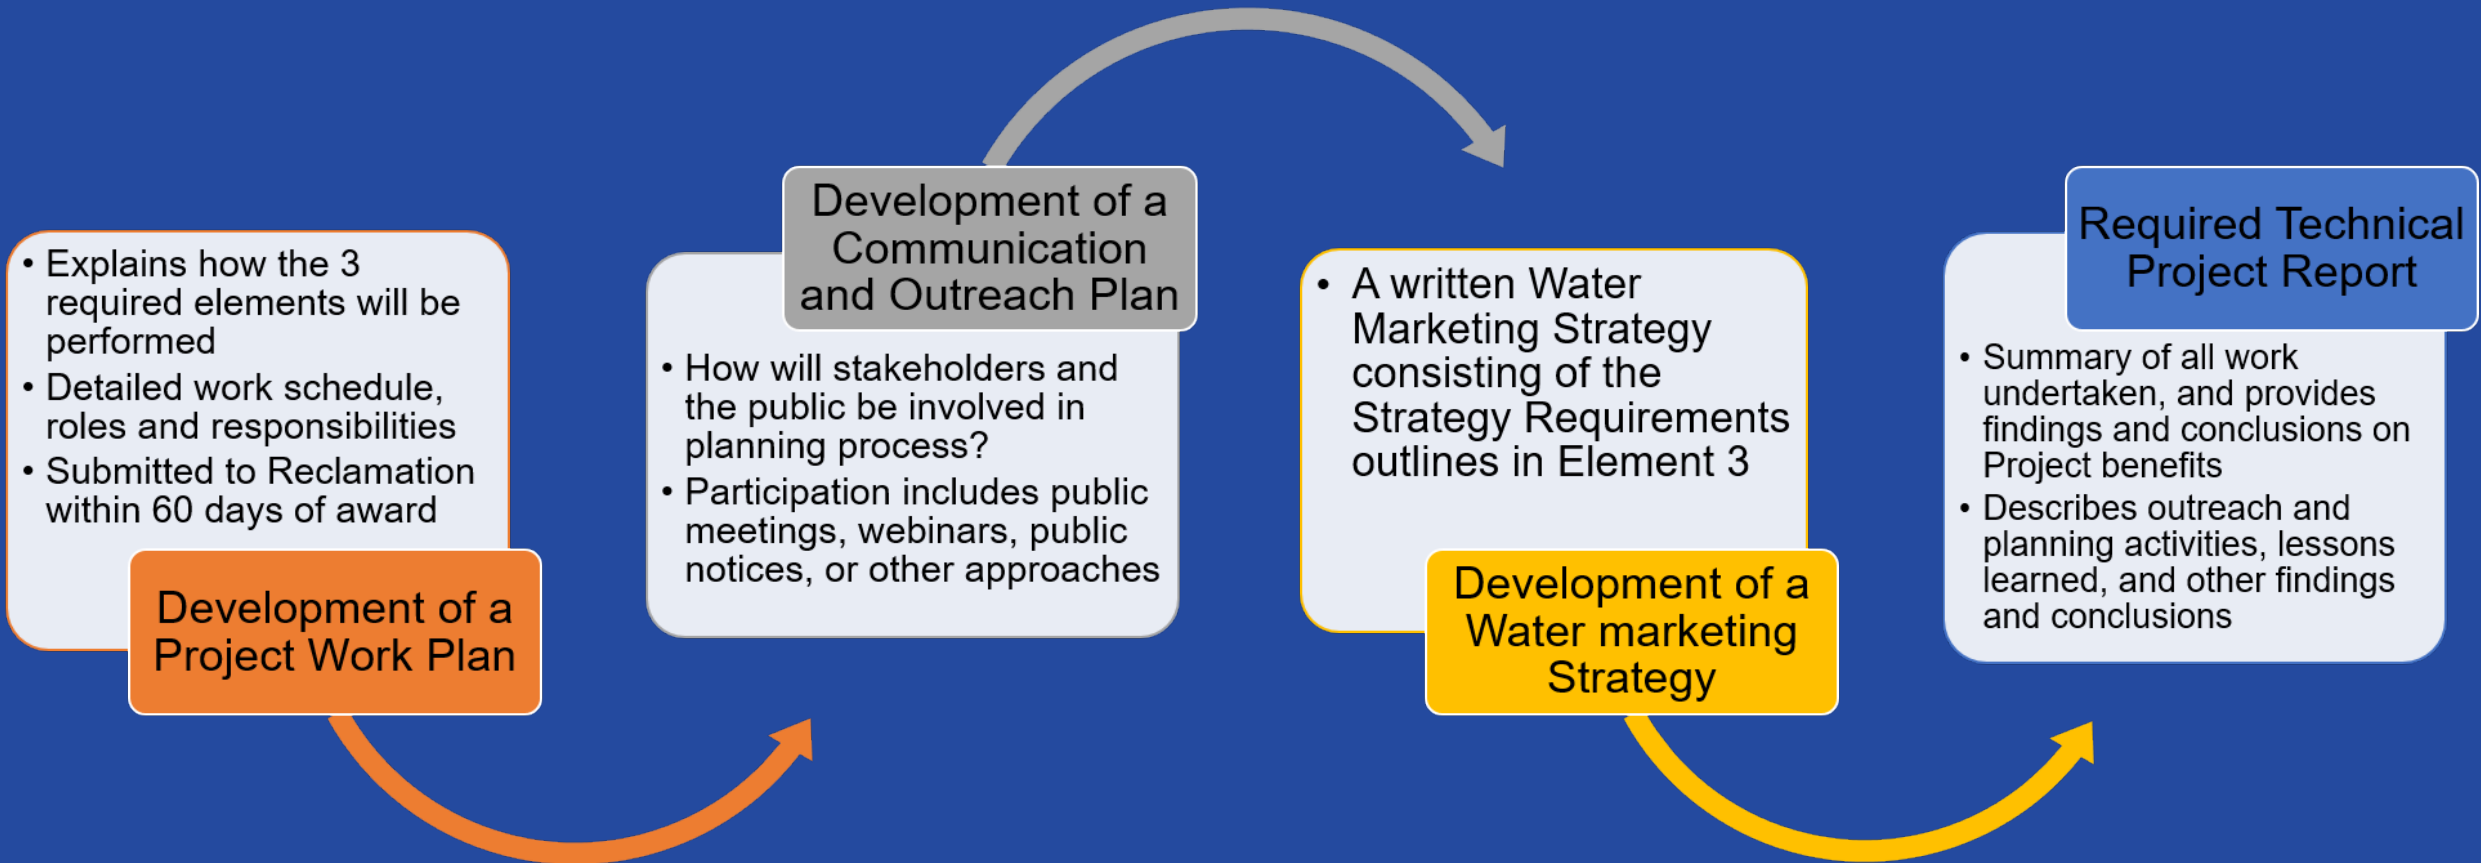 • Explains how the 3
required elements will be
performed
• Detailed work schedule,
roles and responsibilities
• Submitted to Reclamation
within 60 days of award
Development of a
Project Work Plan
Development of a
Communication
and Outreach Plan
• How will stakeholders and
the public be involved in
planning process?
• Participation includes public
meetings, webinars, public
notices, or other approaches
• A written Water
Marketing Strategy
consisting of the
Strategy Requirements
outlines in Element 3
Development of a
Water marketing
Strategy
Required Technical
Project Report
• Summary of all work
undertaken, and provides
findings and conclusions on
Project benefits
• Describes outreach and
planning activities, lessons
learned, and other findings
and conclusions